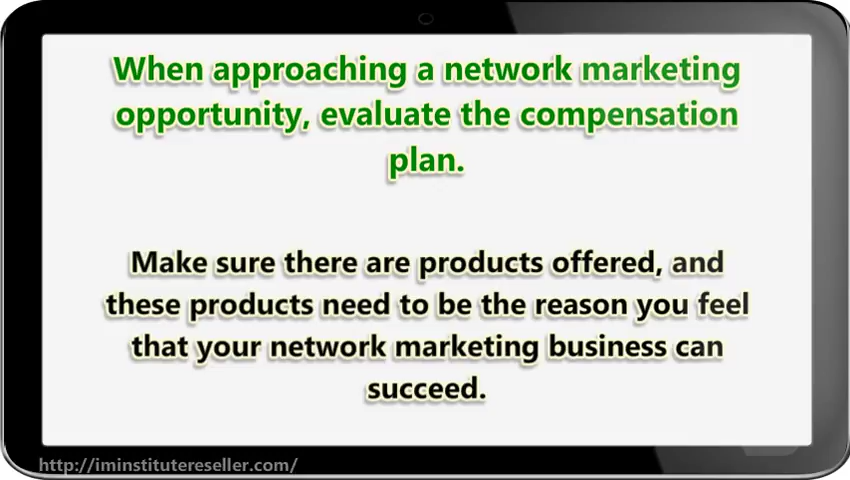 When approaching a network marketing
opportunity, evaluate the compensation
plan.
Make sure there are products offered, and
these products need to be the reason you feel
that your network marketing business can
succeed.
http://iminstitutereseller.com/